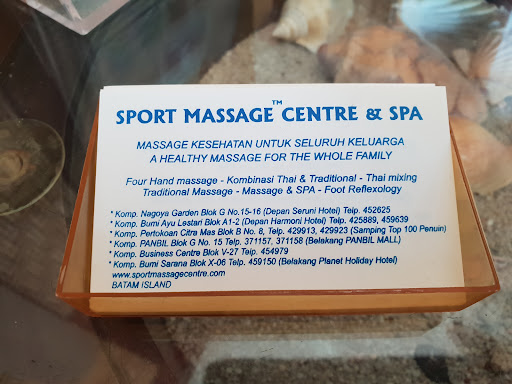 SPORT MASSAGE™ CENTRE & SPA
MASSAGE KESEHATAN UNTUK SELURUH KELUARGA
A HEALTHY MASSAGE FOR THE WHOLE FAMILY
Four Hand massage - Kombinasi Thai & Traditional - Thai mixing
Traditional Massage - Massage & SPA - Foot Reflexology
* Komp. Nagoya Garden Blok G No.15-16 (Depan Seruni Hotel) Telp. 452625
* Komp. Bumi Ayu Lestari Blok A1-2 (Depan Harmoni Hotel) Telp. 425889, 459639
* Komp. Pertokoan Citra Mas Blok B No. 8, Telp. 429913, 429923 (Samping Top 100 Penuin)
* Komp. PANBIL Blok G No. 15 Telp. 371157, 371158 (Belakang PANBIL MALL)
* Komp. Business Centre Blok V-27 Telp. 454979
* Komp. Bumi Sarana Blok X-06 Telp. 459150 (Belakang Planet Holiday Hotel)
www.sportmassagecentre.com
BATAM ISLAND